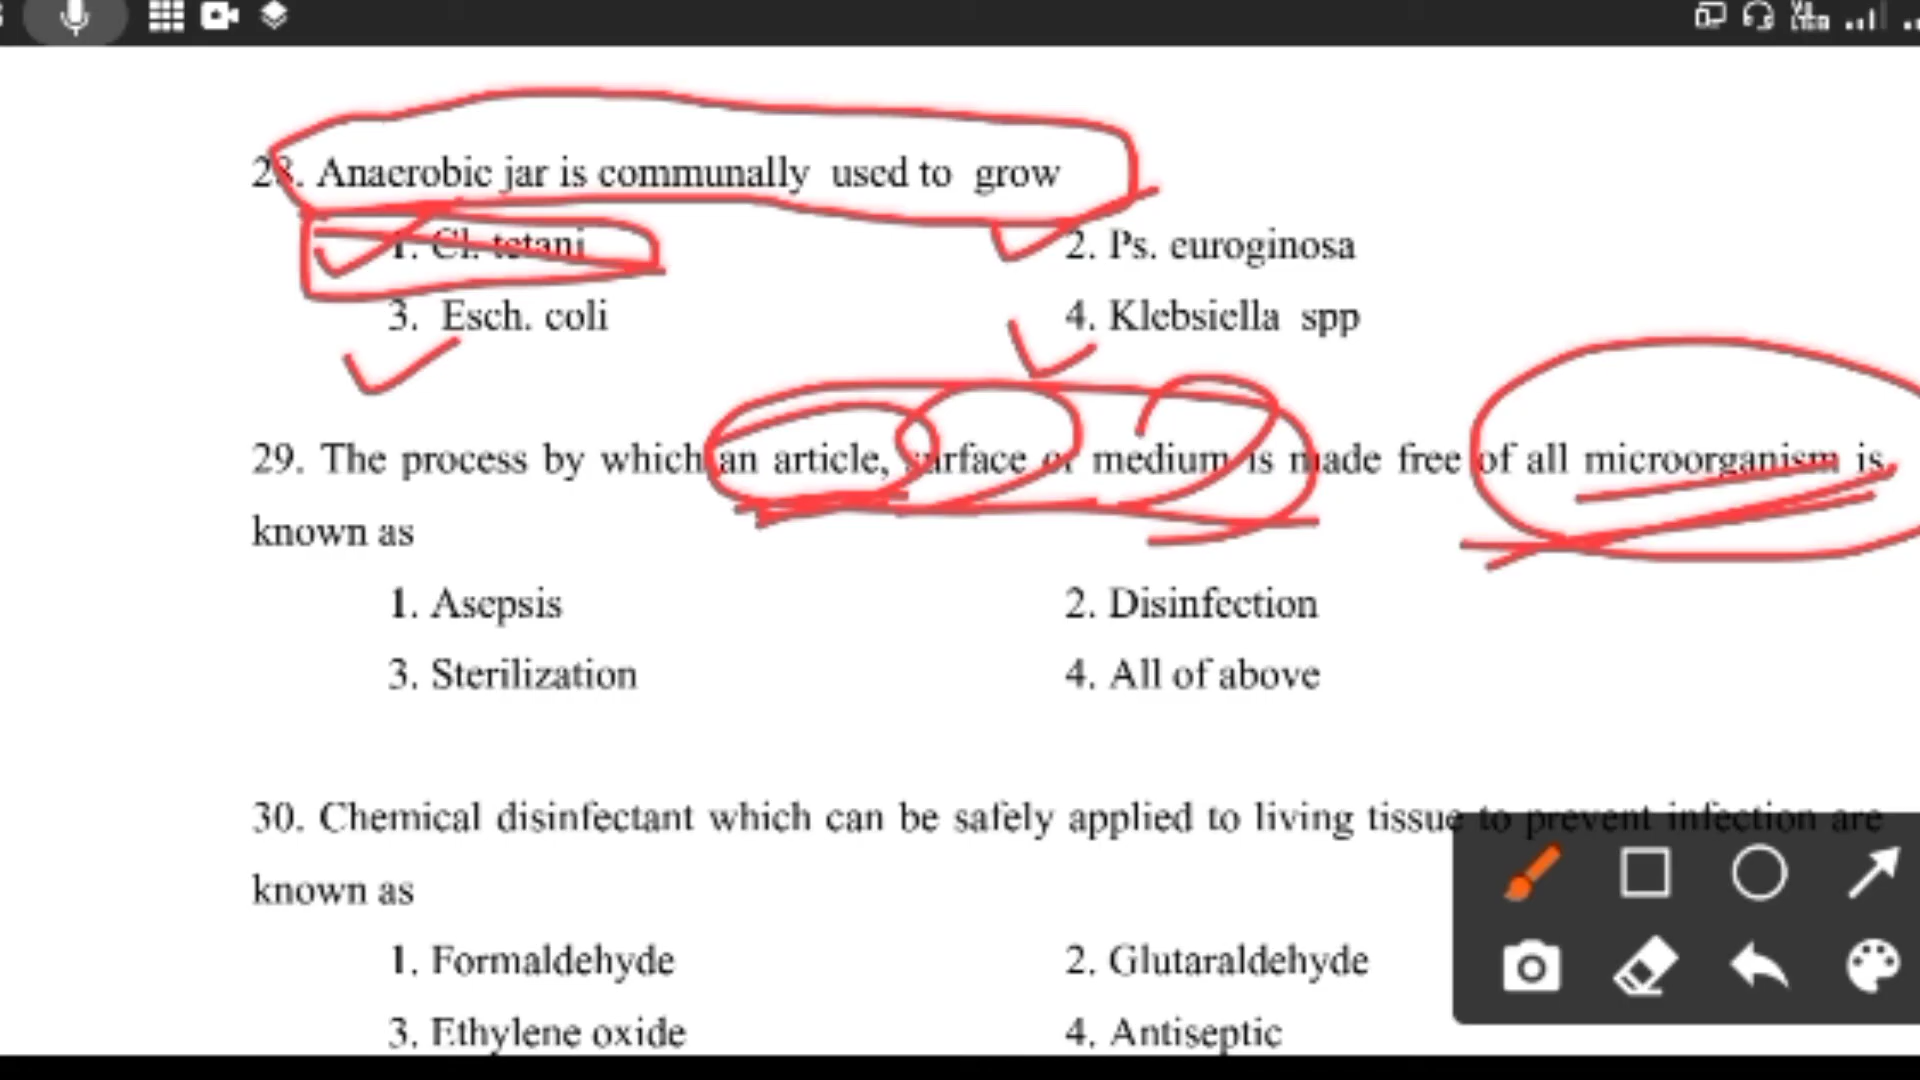 28. Anaerobic jar is communally used to grow
1. Cl. tetani 2. Ps. euroginosa
3. Esch. coli 4. Klebsiella spp
29. The process by which an article, surface or medium is made free of all microorganism is
known as
1. Asepsis 2. Disinfection
3. Sterilization 4. All of above
30. Chemical disinfectant which can be safely applied to living tissue to prevent infection are
known as
1. Formaldehyde 2. Glutaraldehyde
3. Ethylene oxide 4. Antiseptic